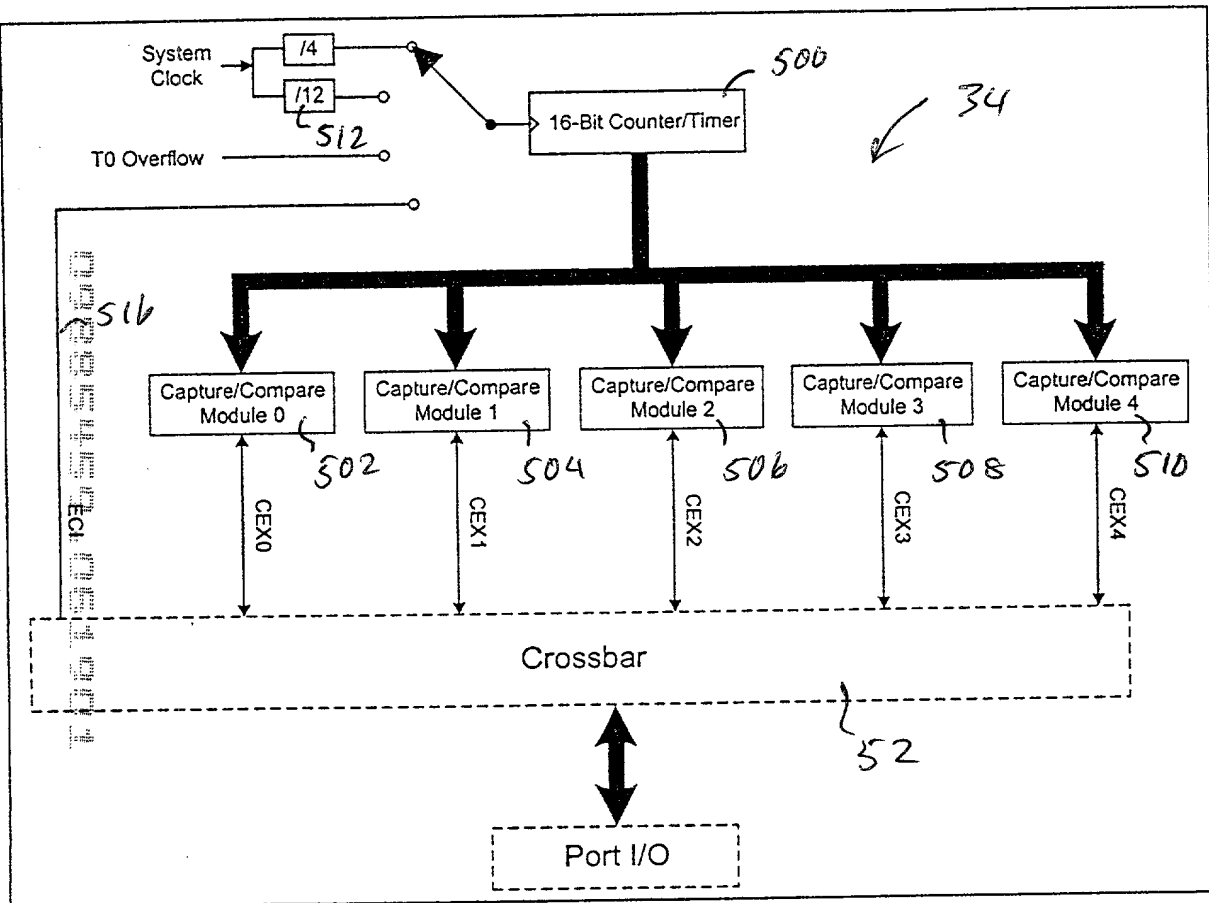 System
Clock
/4
/12
512
T0 Overflow
16-Bit Counter/Timer
500
34
516
Capture/Compare
Module 0
502
Capture/Compare
Module 1
504
Capture/Compare
Module 2
506
Capture/Compare
Module 3
508
Capture/Compare
Module 4
510
ECI
CEX0
CEX1
CEX2
CEX3
CEX4
Crossbar
52
Port I/O